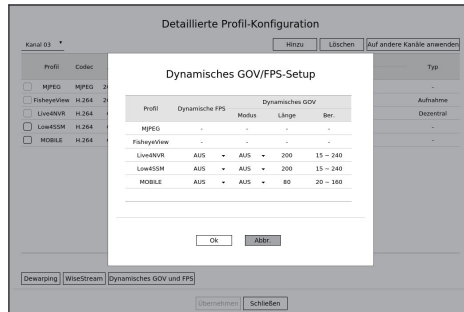 Detaillierte Profil-Konfiguration
Kanal 03 Hinzu Löschen Auf andere Kanäle anwenden
Profil Codec Typ
MJPEG MJPEG -
FisheyeView H.264 Aufnahme
Live4NVR H.264 Dezentral
Low4SSM H.264 -
MOBILE H.264 -
Dynamisches GOV/FPS-Setup
Profil Dynamische FPS Dynamisches GOV
Modus Länge Ber.
MJPEG - - - -
FisheyeView - - - -
Live4NVR AUS AUS 200 15 ~ 240
Low4SSM AUS AUS 200 15 ~ 240
MOBILE AUS AUS 80 20 ~ 160
Ok Abbr.
Dewarping WiseStream Dynamisches GOV und FPS
Übernehmen Schließen